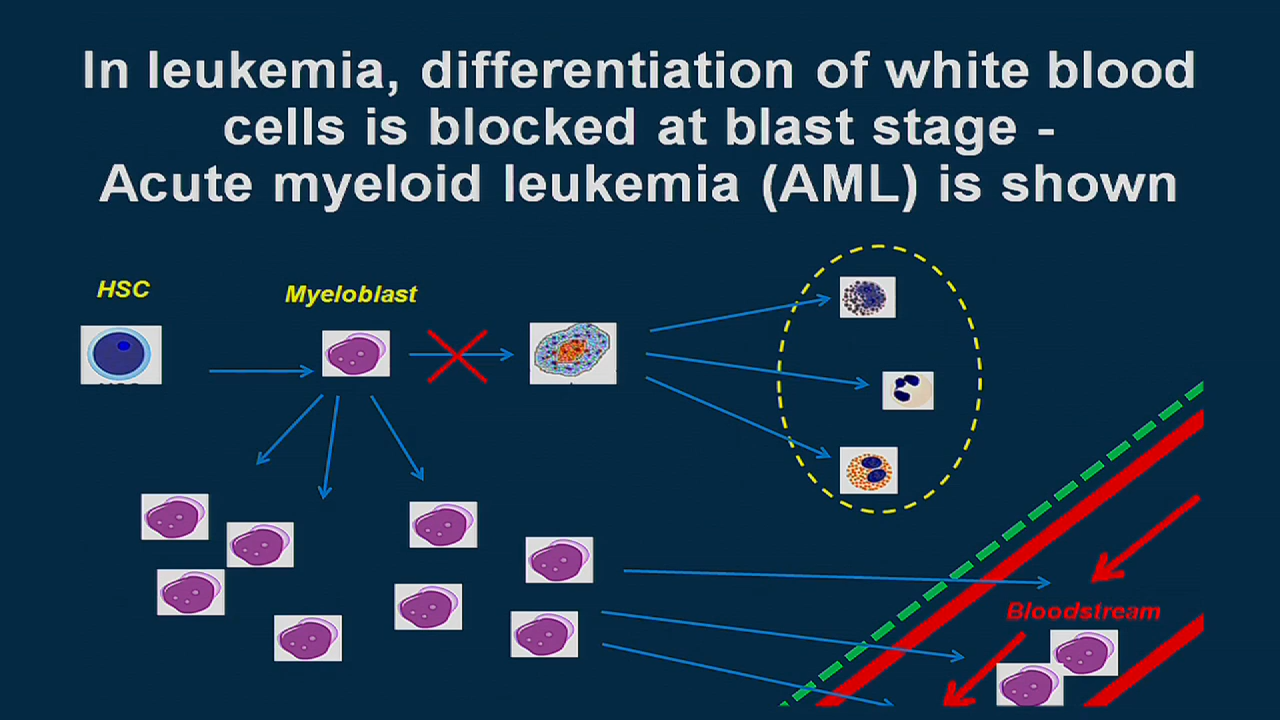 In leukemia, differentiation of white blood
cells is blocked at blast stage -
Acute myeloid leukemia (AML) is shown
HSC
Myeloblast
Bloodstream